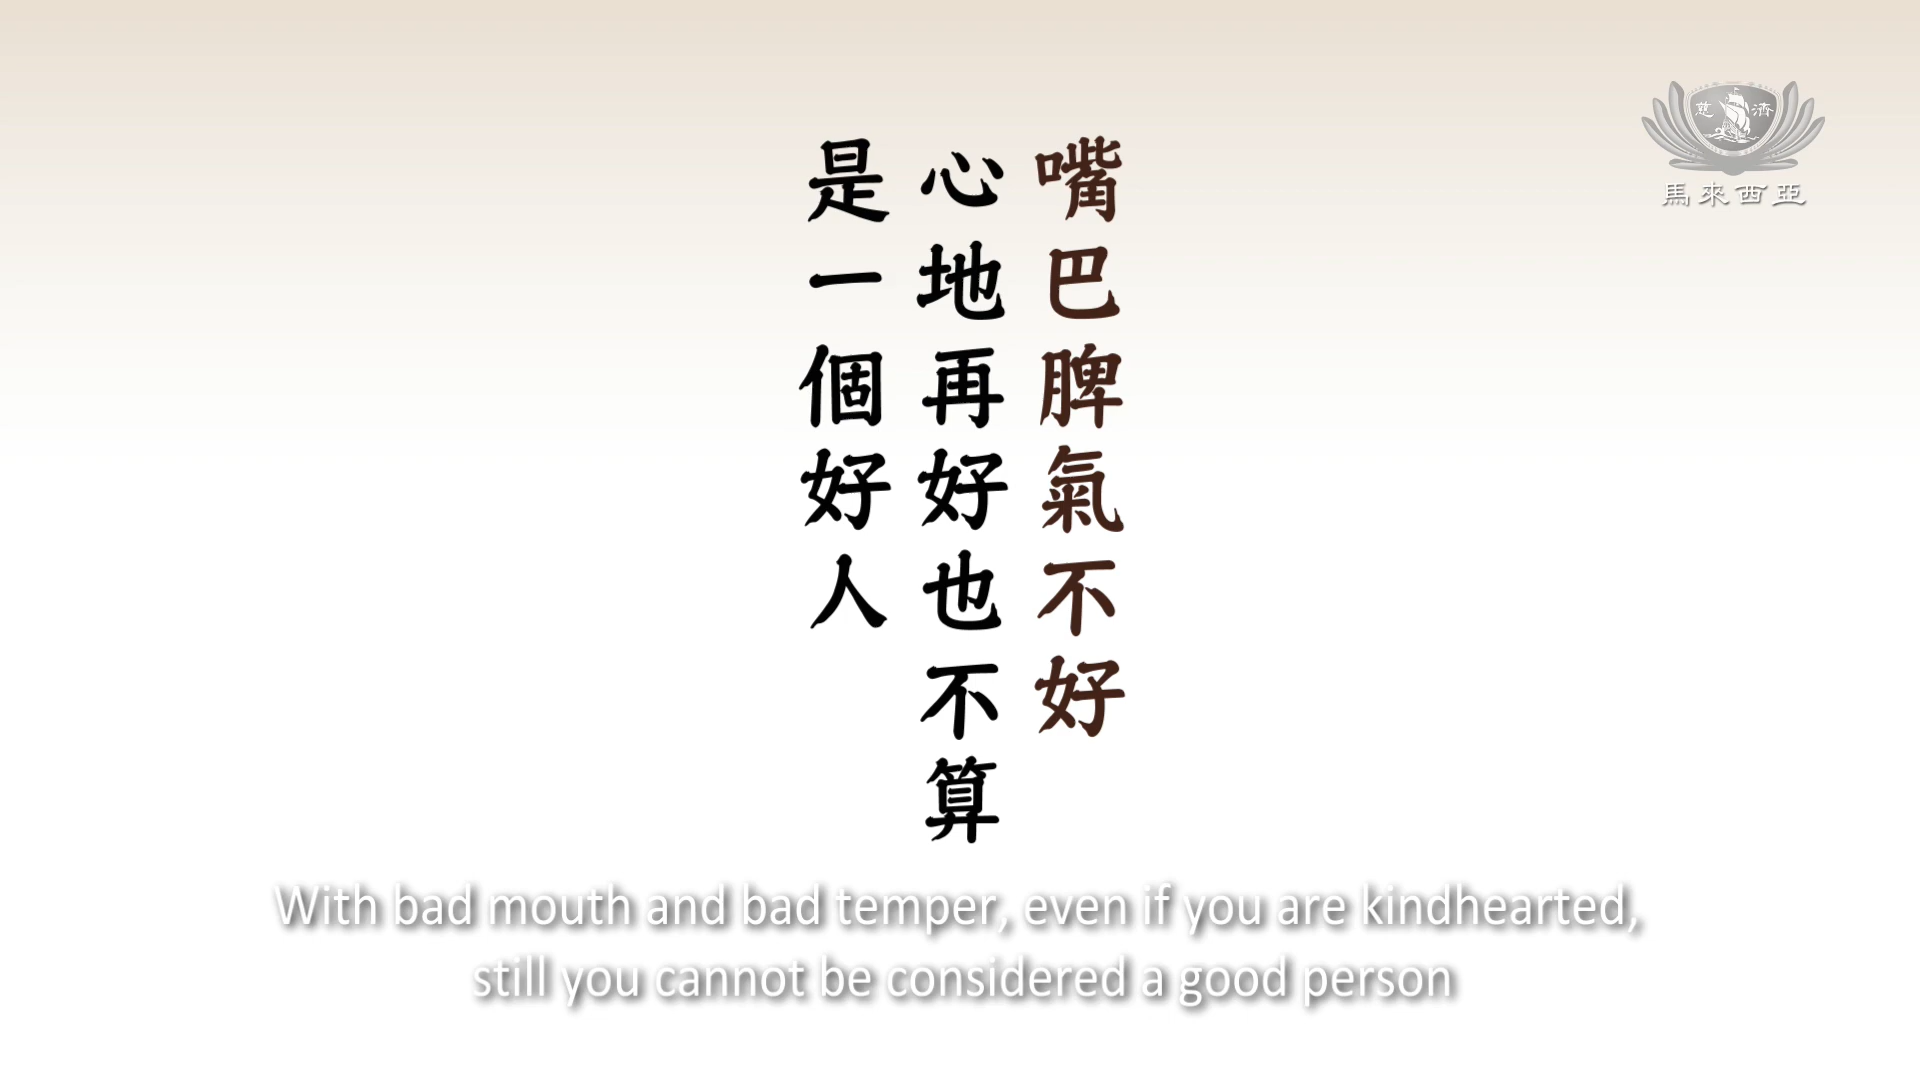 嘴巴脾氣不好
心地再好也不算
是一個好人
慈濟
馬來西亞
With bad mouth and bad temper, even if you are kindhearted,
still you cannot be considered a good person